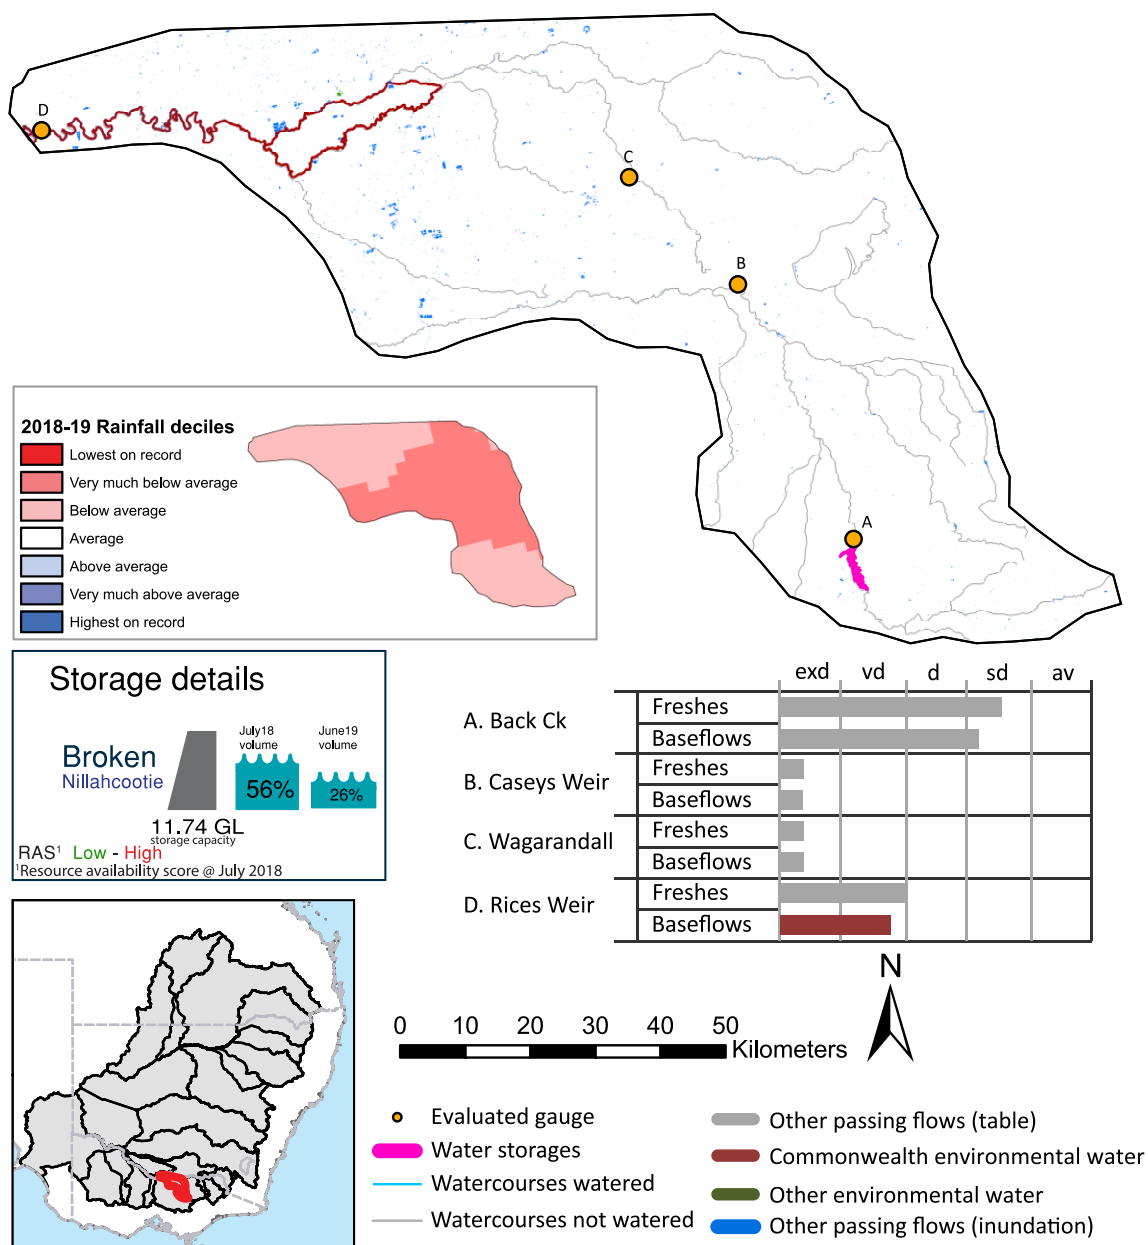 D
C
B
A
2018-19 Rainfall deciles
Lowest on record
Very much below average
Below average
Average
Above average
Very much above average
Highest on record
Storage details
Broken
Nillahcootie
July18
volume
56%
June19
volume
26%
11.74 GL
storage capacity
RAS¹ Low - High
¹Resource availability score @ July 2018
exd vd d sd av
A. Back Ck
Freshes
Baseflows
B. Caseys Weir
Freshes
Baseflows
C. Wagarandall
Freshes
Baseflows
D. Rices Weir
Freshes
Baseflows
N
0 10 20 30 40 50
Kilometers
Evaluated gauge
Water storages
Watercourses watered
Watercourses not watered
Other passing flows (table)
Commonwealth environmental water
Other environmental water
Other passing flows (inundation)